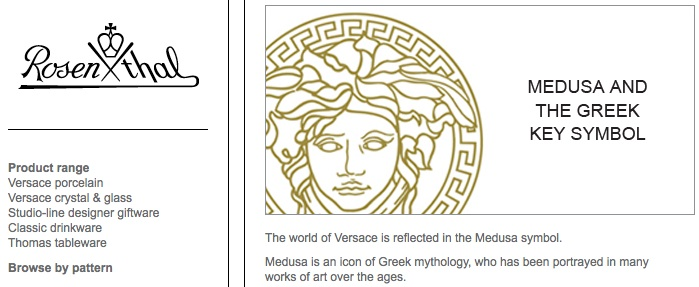 Rosenthal
Product range
Versace porcelain
Versace crystal & glass
Studio-line designer giftware
Classic drinkware
Thomas tableware
Browse by pattern
MEDUSA AND
THE GREEK
KEY SYMBOL
The world of Versace is reflected in the Medusa symbol.
Medusa is an icon of Greek mythology, who has been portrayed in many
works of art over the ages.